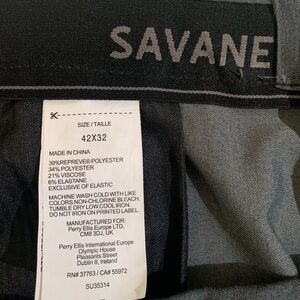 SAVANE
SIZE / TAILLE
42X32
MADE IN CHINA
39%REPREVE®POLYESTER
34% POLYESTER
21% VISCOSE
6% ELASTANE
EXCLUSIVE OF ELASTIC
MACHINE WASH COLD WITH LIKE
COLORS.NON-CHLORINE BLEACH.
TUMBLE DRY LOW.COOL IRON.
DO NOT IRON ON PRINTED LABEL.
MANUFACTURED FOR:
Perry Ellis Europe LTD.
CM8 3DJ, UK
Perry Ellis International Europe
Olympic House
Pleasants Street
Dublin 8, Ireland
RN# 37763 / CA# 55972
SU35314